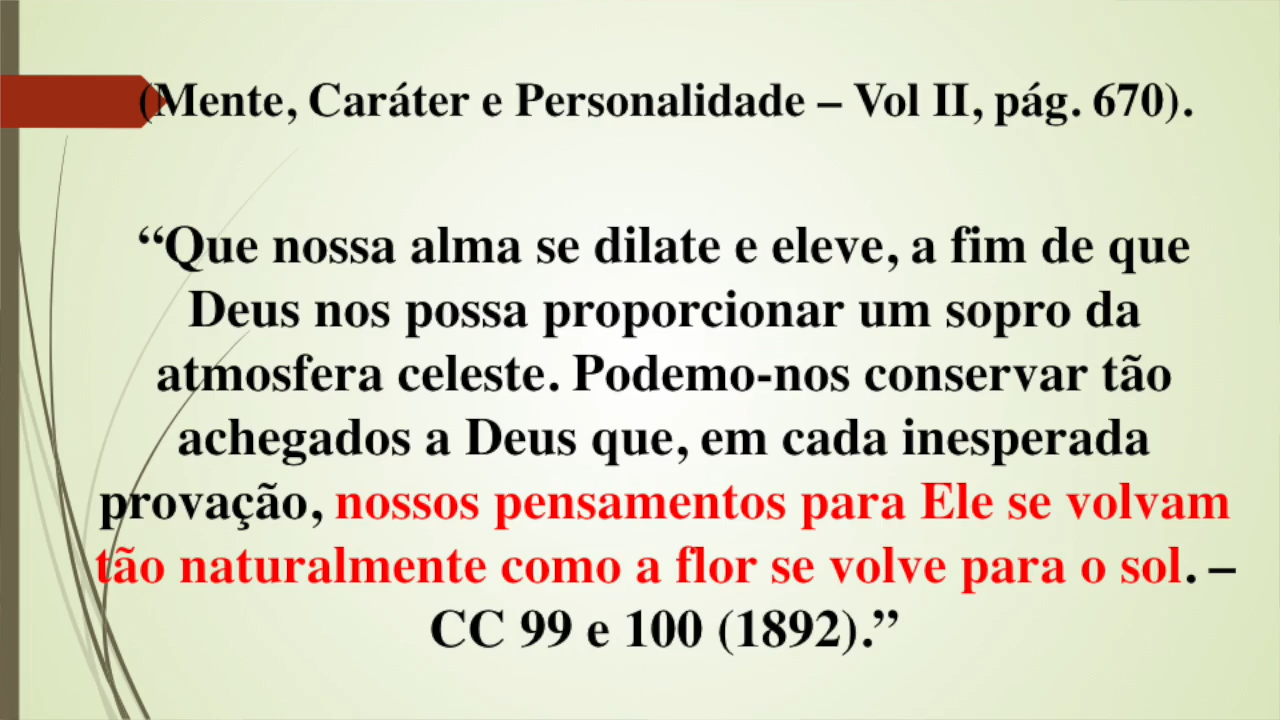 (Mente, Caráter e Personalidade – Vol II, pág. 670).
“Que nossa alma se dilate e eleve, a fim de que
Deus nos possa proporcionar um sopro da
atmosfera celeste. Podemo-nos conservar tão
achegados a Deus que, em cada inesperada
provação, nossos pensamentos para Ele se volvam
tão naturalmente como a flor se volve para o sol. –
CC 99 e 100 (1892).”